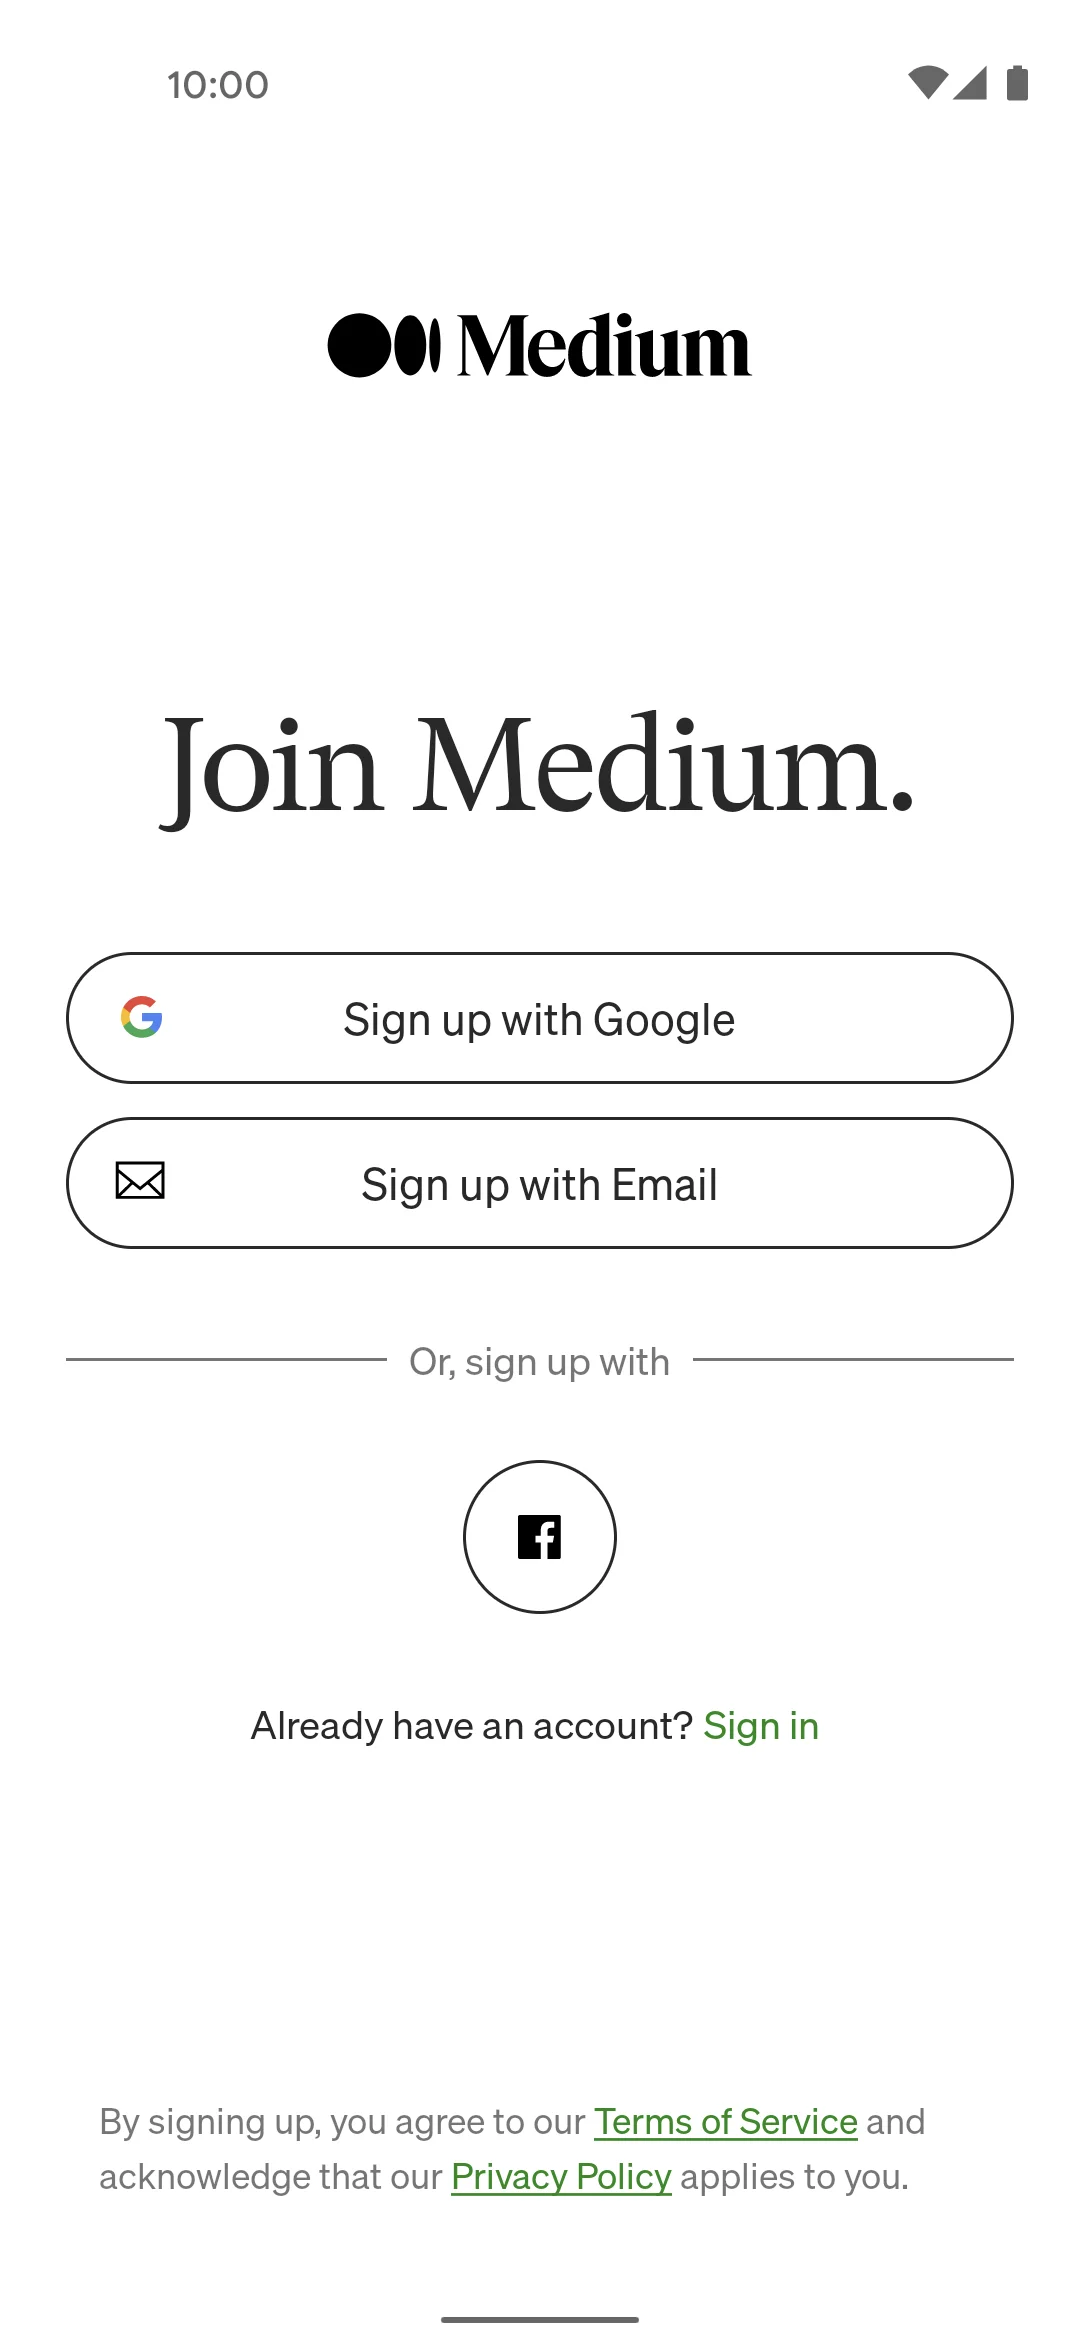 10:00
Medium
Join Medium.
Sign up with Google
Sign up with Email
Or, sign up with
Already have an account? Sign in
By signing up, you agree to our Terms of Service and
acknowledge that our Privacy Policy applies to you.